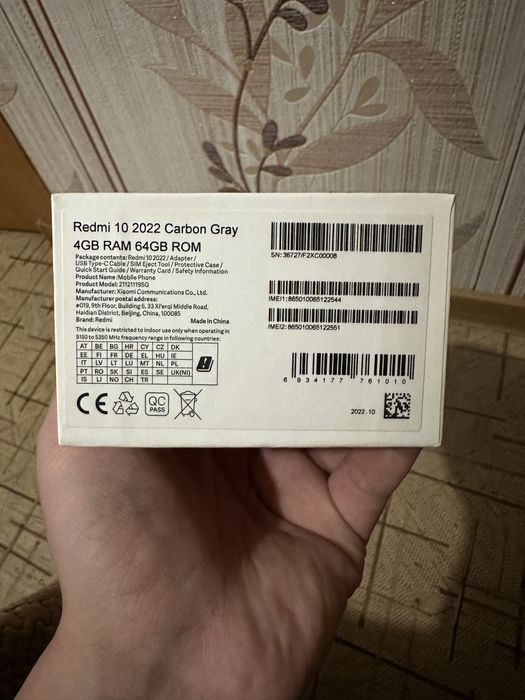 Redmi 10 2022 Carbon Gray
4GB RAM 64GB ROM
Package contents: Redmi 10 2022 / Adapter /
USB Type-C Cable / SIM Eject Tool / Protective Case /
Quick Start Guide / Warranty Card / Safety Information
Product Name: Mobile Phone
Product Model: 21121119SG
Manufacturer: Xiaomi Communications Co., Ltd.
Manufacturer postal address:
#019, 9th Floor, Building 6, 33 Xi'erqi Middle Road,
Haidian District, Beijing, China, 100085
Brand: Redmi Made in China
This device is restricted to indoor use only when operating in
5150 to 5350 MHz frequency range in following countries:
AT BE BG HR CY CZ DK
EE FI FR DE EL HU IE
IT LV LT LU MT NL PL
PT RO SK SI ES SE UK(NI)
IS LI NO CH TR
CE
QC
PASS
SN: 36727/F2XC00008
IMEI1: 865010065122544
IMEI2: 865010065122551
6 934177 761010
2022.10